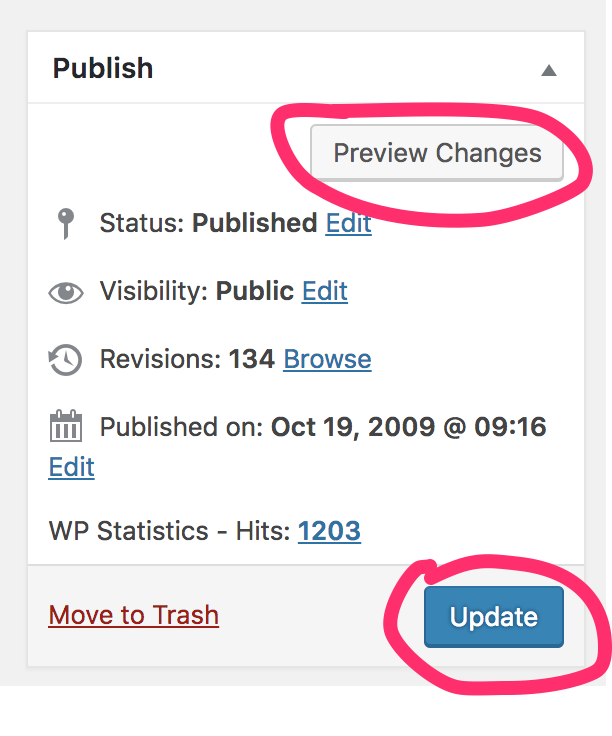 Publish
Preview Changes
Status: Published Edit
Visibility: Public Edit
Revisions: 134 Browse
Published on: Oct 19, 2009 @ 09:16
Edit
WP Statistics - Hits: 1203
Move to Trash
Update